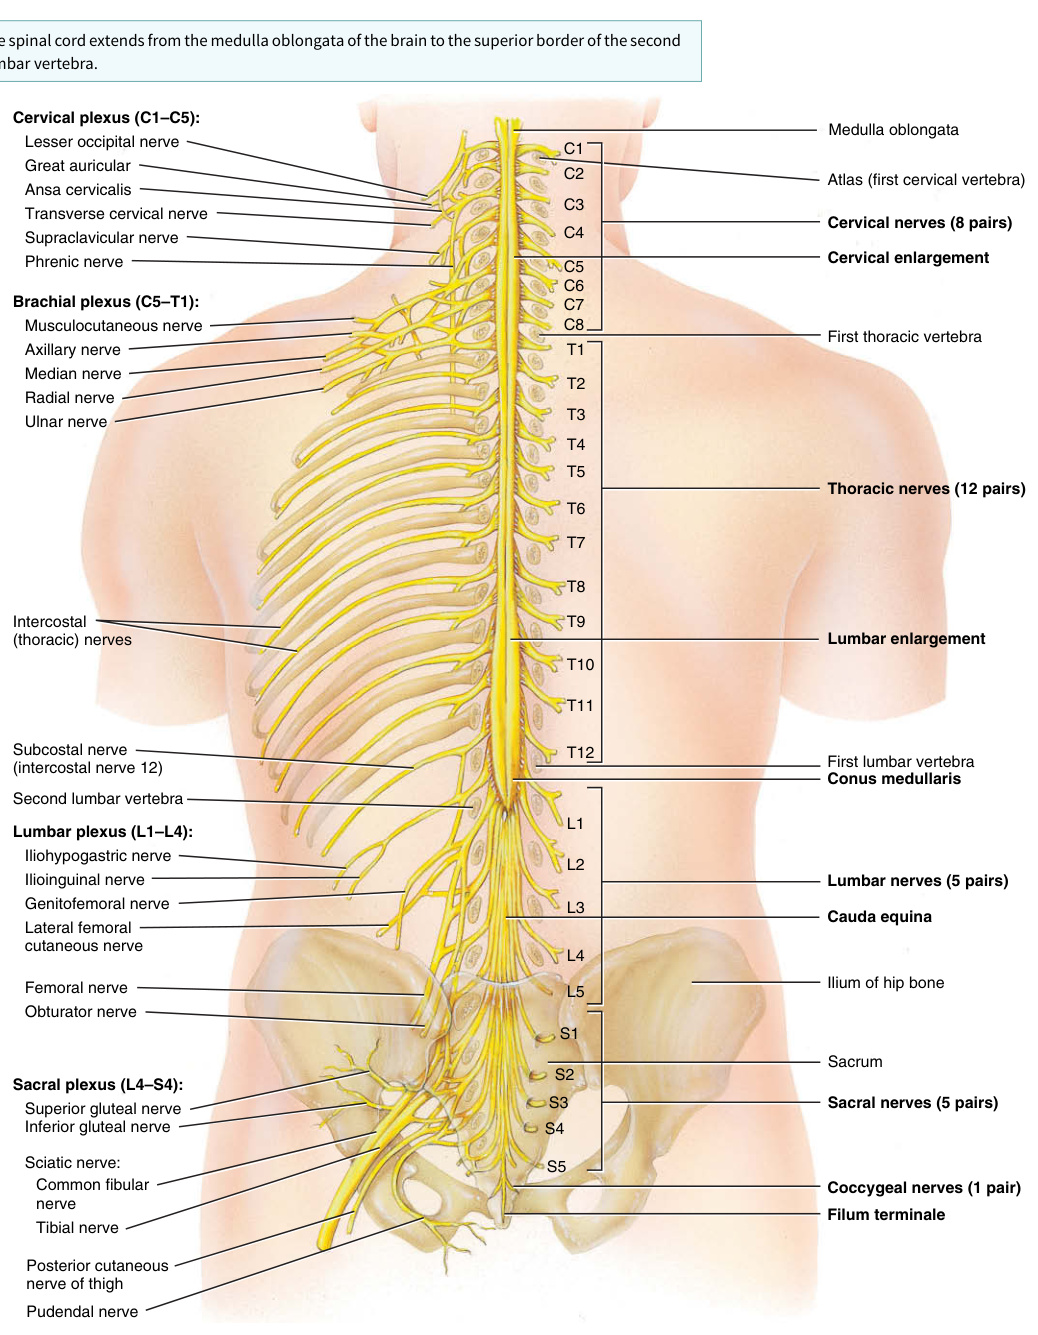 e spinal cord extends from the medulla oblongata of the brain to the superior border of the second
mbar vertebra.
Cervical plexus (C1–C5):
Lesser occipital nerve
Great auricular
Ansa cervicalis
Transverse cervical nerve
Supraclavicular nerve
Phrenic nerve
Brachial plexus (C5–T1):
Musculocutaneous nerve
Axillary nerve
Median nerve
Radial nerve
Ulnar nerve
Intercostal
(thoracic) nerves
Subcostal nerve
(intercostal nerve 12)
Second lumbar vertebra
Lumbar plexus (L1–L4):
Iliohypogastric nerve
Ilioinguinal nerve
Genitofemoral nerve
Lateral femoral
cutaneous nerve
Femoral nerve
Obturator nerve
Sacral plexus (L4–S4):
Superior gluteal nerve
Inferior gluteal nerve
Sciatic nerve:
Common fibular
nerve
Tibial nerve
Posterior cutaneous
nerve of thigh
Pudendal nerve
C1
C2
C3
C4
C5
C6
C7
C8
T1
T2
T3
T4
T5
T6
T7
T8
T9
T10
T11
T12
L1
L2
L3
L4
L5
S1
S2
S3
S4
S5
Medulla oblongata
Atlas (first cervical vertebra)
Cervical nerves (8 pairs)
Cervical enlargement
First thoracic vertebra
Thoracic nerves (12 pairs)
Lumbar enlargement
First lumbar vertebra
Conus medullaris
Lumbar nerves (5 pairs)
Cauda equina
Ilium of hip bone
Sacrum
Sacral nerves (5 pairs)
Coccygeal nerves (1 pair)
Filum terminale